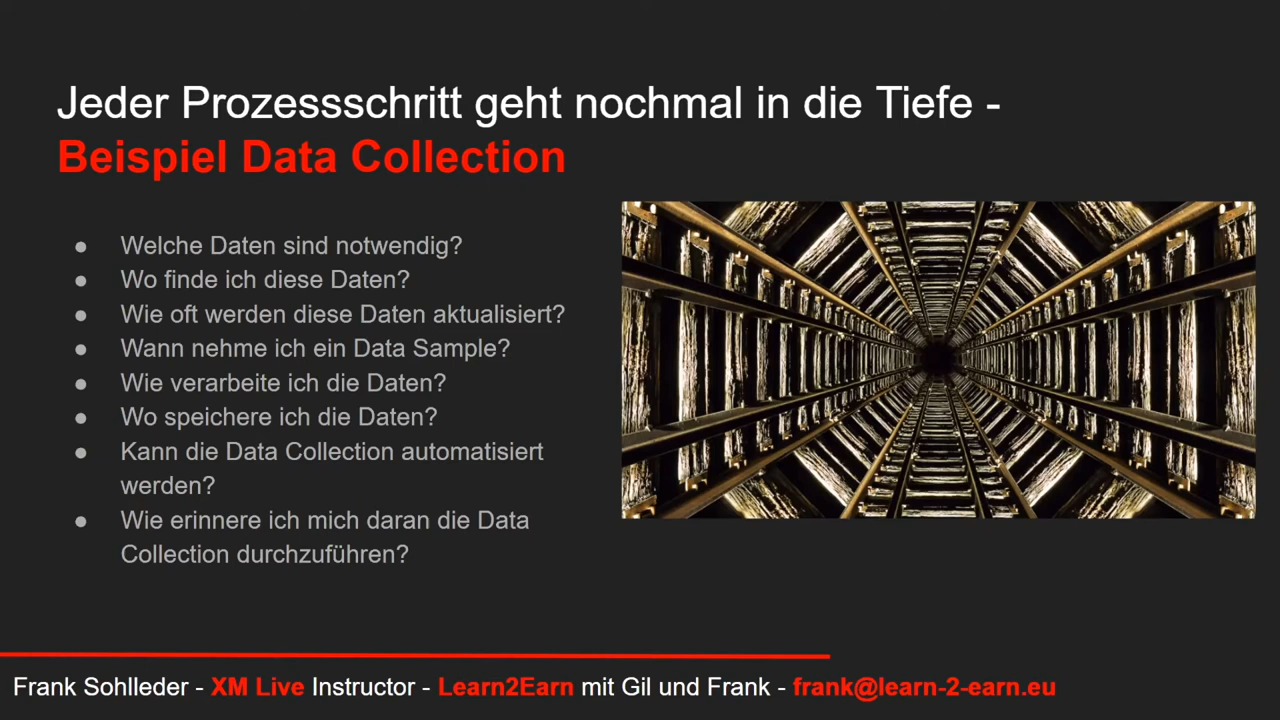 Jeder Prozessschritt geht nochmal in die Tiefe -
Beispiel Data Collection
● Welche Daten sind notwendig?
● Wo finde ich diese Daten?
● Wie oft werden diese Daten aktualisiert?
● Wann nehme ich ein Data Sample?
● Wie verarbeite ich die Daten?
● Wo speichere ich die Daten?
● Kann die Data Collection automatisiert
werden?
● Wie erinnere ich mich daran die Data
Collection durchzuführen?
Frank Sohlleder - XM Live Instructor - Learn2Earn mit Gil und Frank - frank@learn-2-earn.eu